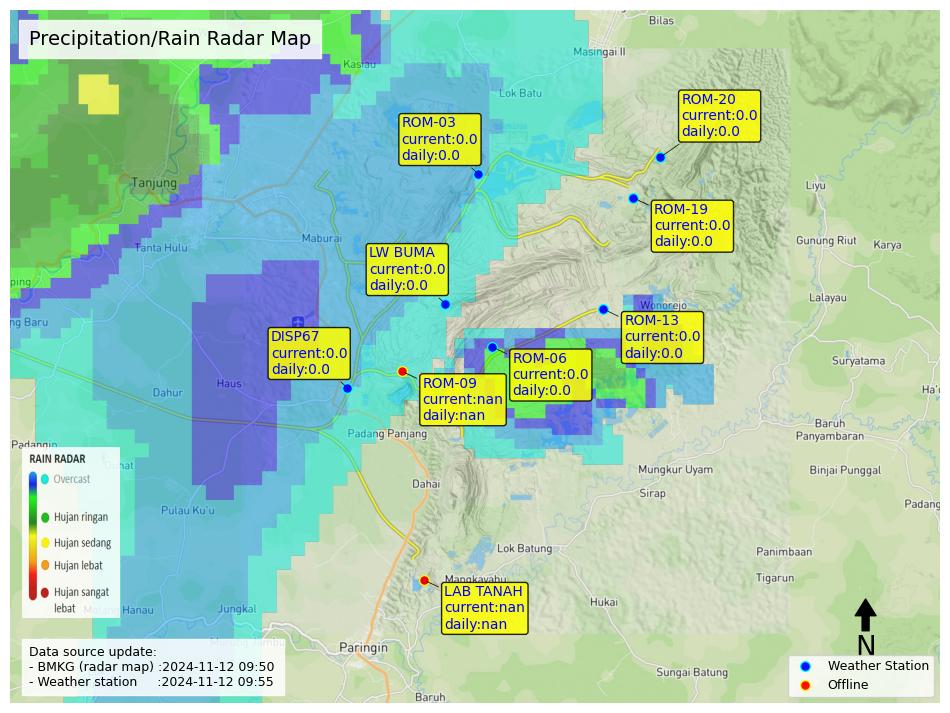 Precipitation/Rain Radar Map
Bilas
Masingai II
Kasiau
Lok Batu
ROM-20
current:0.0
daily:0.0
ROM-03
current:0.0
daily:0.0
Tanjung
Liyu
ROM-19
current:0.0
daily:0.0
Maburai
Tanta Hulu
Gunung Riut
Karya
LW BUMA
current:0.0
daily:0.0
ping
Lalayau
Wonorejo
ng Baru
ROM-13
current:0.0
daily:0.0
DISP67
current:0.0
daily:0.0
ROM-06
current:0.0
daily:0.0
Suryatama
Haus
Dahur
ROM-09
current:nan
daily:nan
Ha'u
Baruh
Panyambaran
Padang Panjang
Padangin
RAIN RADAR
Overcast
Hujan ringan
Hujan sedang
Hujan lebat
Hujan sangat
lebat
Dahai
Mungkur Uyam
Binjai Punggal
Sirap
Padang
Pulau Ku'u
Lok Batung
Panimbaan
Mangkayahu
Tigarun
LAB TANAH
current:nan
daily:nan
Hukai
Hanau
Jungkal
Paringin
Sungai Batung
Baruh
Data source update:
- BMKG (radar map) :2024-11-12 09:50
- Weather station :2024-11-12 09:55
N
Weather Station
Offline